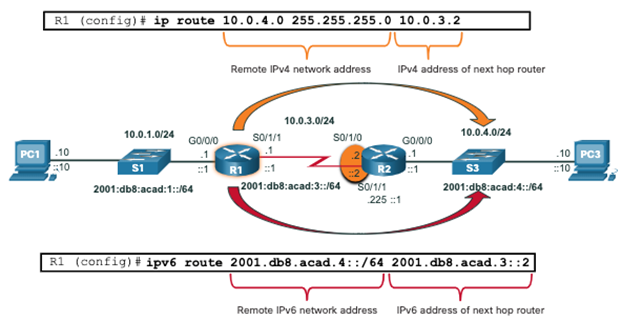 R1 (config)# ip route 10.0.4.0 255.255.255.0 10.0.3.2
Remote IPv4 network address
IPv4 address of next hop router
10.0.3.0/24
10.0.1.0/24
10.0.4.0/24
G0/0/0
S0/1/1
S0/1/0
G0/0/0
PC1
.10
::10
S1
.1
::1
R1
.1
::1
.2
::2
R2
.1
::1
S3
.10
::10
PC3
2001:db8:acad:1::/64
2001:db8:acad:3::/64
S0/1/1
.225 ::1
2001:db8:acad:4::/64
R1 (config)# ipv6 route 2001.db8.acad.4::/64 2001.db8.acad.3::2
Remote IPv6 network address
IPv6 address of next hop router